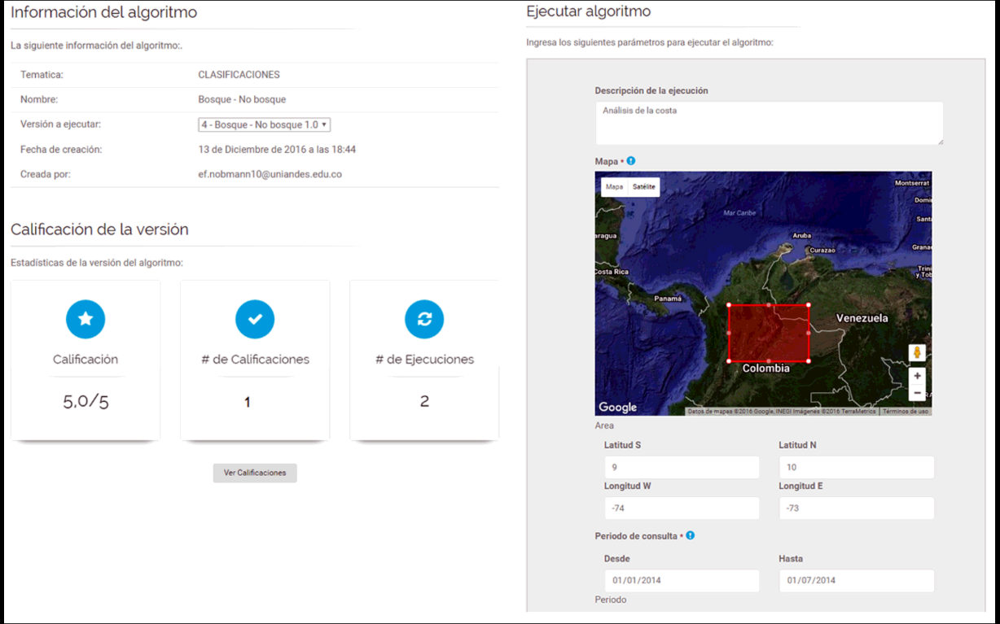 Información del algoritmo
La siguiente información del algoritmo:.
Tematica: CLASIFICACIONES
Nombre: Bosque - No bosque
Versión a ejecutar: 4 - Bosque - No bosque 1.0
Fecha de creación: 13 de Diciembre de 2016 a las 18:44
Creada por: ef.nobmann10@uniandes.edu.co
Calificación de la versión
Estadísticas de la versión del algoritmo:
Calificación # de Calificaciones # de Ejecuciones
5,0/5 1 2
Ver Calificaciones
Ejecutar algoritmo
Ingresa los siguientes parámetros para ejecutar el algoritmo:
Descripción de la ejecución
Análisis de la costa
Mapa •
Mapa Satélite
Montserrat
Domi
Mar Caribe
Sant
aragua
Aruba
Curazao
Grana
Costa Rica
Trini
y Tob
Panamá
Venezuela
Colombia
Google
Datos de mapas ©2016 Google, INEGI Imágenes ©2016 TerraMetrics Términos de uso
Area
Latitud S Latitud N
9 10
Longitud W Longitud E
-74 -73
Periodo de consulta •
Desde Hasta
01/01/2014 01/07/2014
Periodo